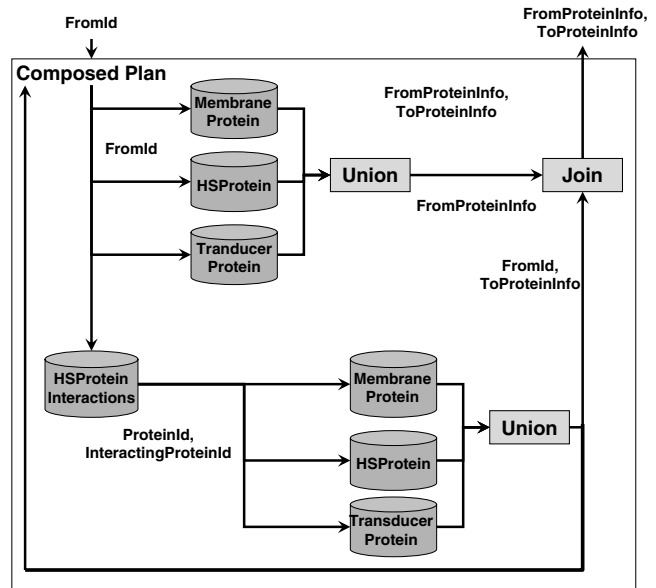 FromId
FromProteinInfo,
ToProteinInfo
Composed Plan
Membrane
Protein
FromProteinInfo,
ToProteinInfo
FromId
HSProtein
Union
Join
FromProteinInfo
Tranducer
Protein
FromId,
ToProteinInfo
HSProtein
Interactions
Membrane
Protein
ProteinId,
InteractingProteinId
Union
HSProtein
Transducer
Protein